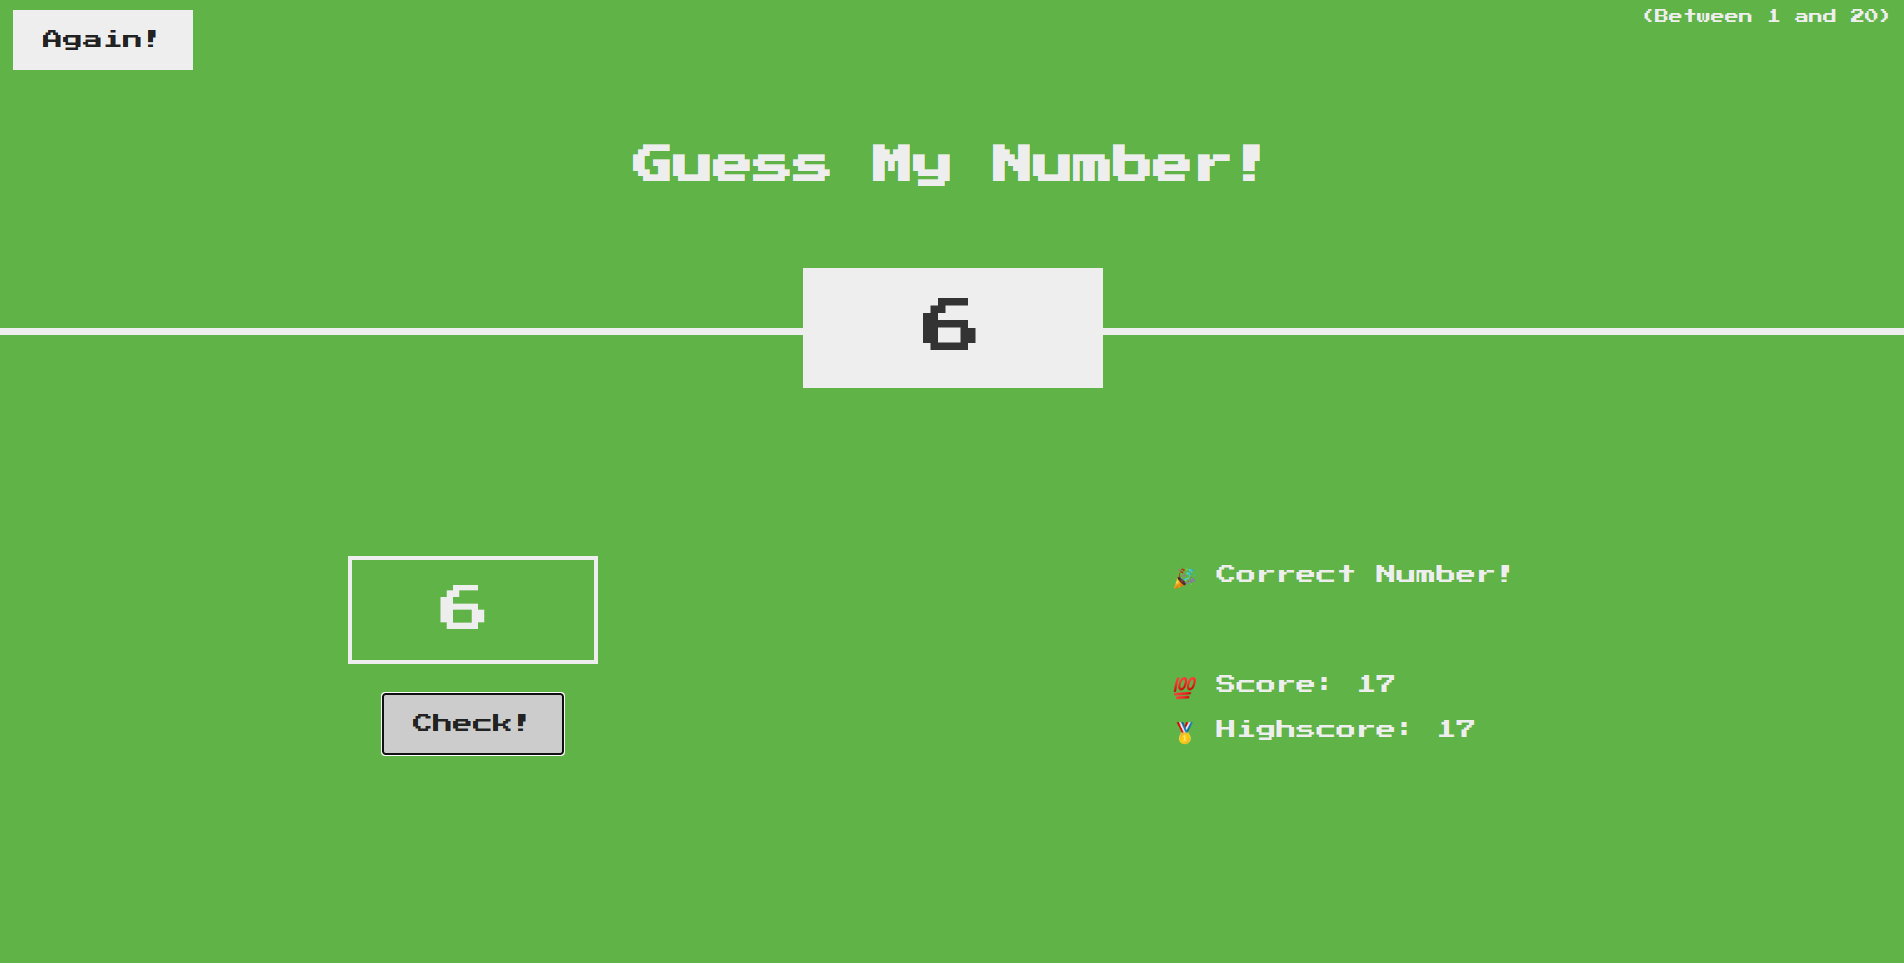 Again!
(Between 1 and 20)
Guess My Number!
6
6
Check!
🎉 Correct Number!
💯 Score: 17
🥇 Highscore: 17